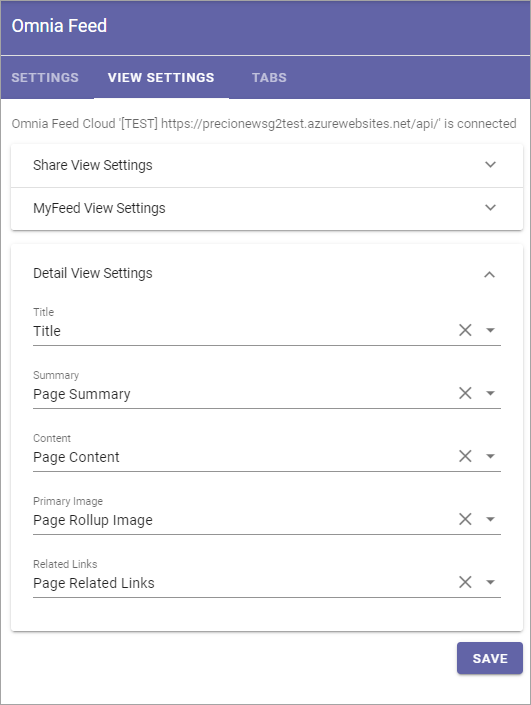 Omnia Feed
SETTINGS VIEW SETTINGS TABS
Omnia Feed Cloud '[TEST] https://precionewsg2test.azurewebsites.net/api/' is connected
Share View Settings
MyFeed View Settings
Detail View Settings
Title
Title
Summary
Page Summary
Content
Page Content
Primary Image
Page Rollup Image
Related Links
Page Related Links
SAVE